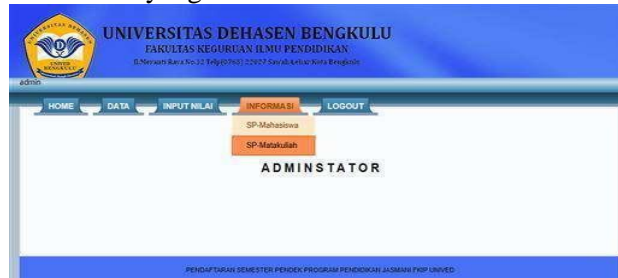 UNIVERSITAS DEHASEN BENGKULU
FAKULTAS KEGURUAN ILMU PENDIDIKAN
admin
HOME DATA INPUT NILAI INFORMASI LOGOUT
SP-Mahasiswa
SP-Matakuliah
ADMINSTATOR
PENDAFTARAN SEMESTER PENDEK PROGRAM PENDIDIKAN JASMANI FKIP UNIVED